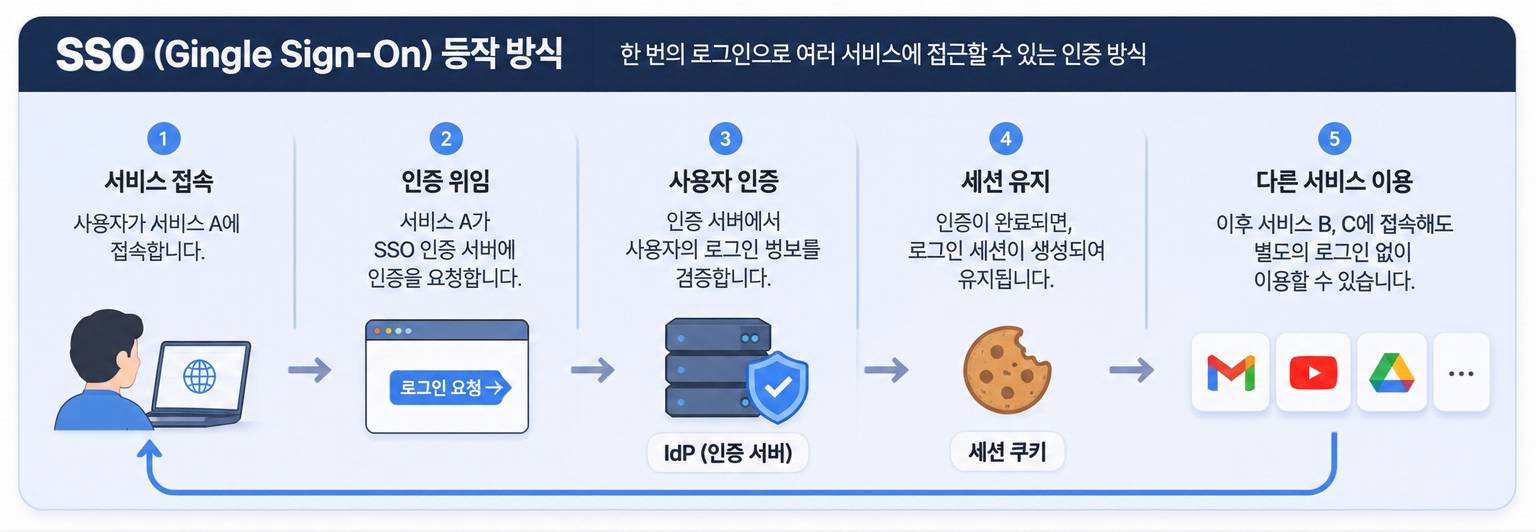 SSO (Gingle Sign-On) 등작 방식
한 번의 로그인으로 여러 서비스에 접근할 수 있는 인증 방식
1
서비스 접속
사용자가 서비스 A에
접속합니다.
2
인증 위임
서비스 A가
SSO 인증 서버에
인증을 요청합니다.
로그인 요청
3
사용자 인증
인증 서벼에서
사용자의 로그인 벙보를
겸증합니다.
IdP (인증 서버)
4
세션 유지
인증이 완료되면,
로그인 세션이 생성되여
유지됩니다.
세션 쿠키
5
다른 서비스 이용
이후 서비스 B, C에 접속해도
별도의 로그인 없이
이용할 수 있습니다.
...